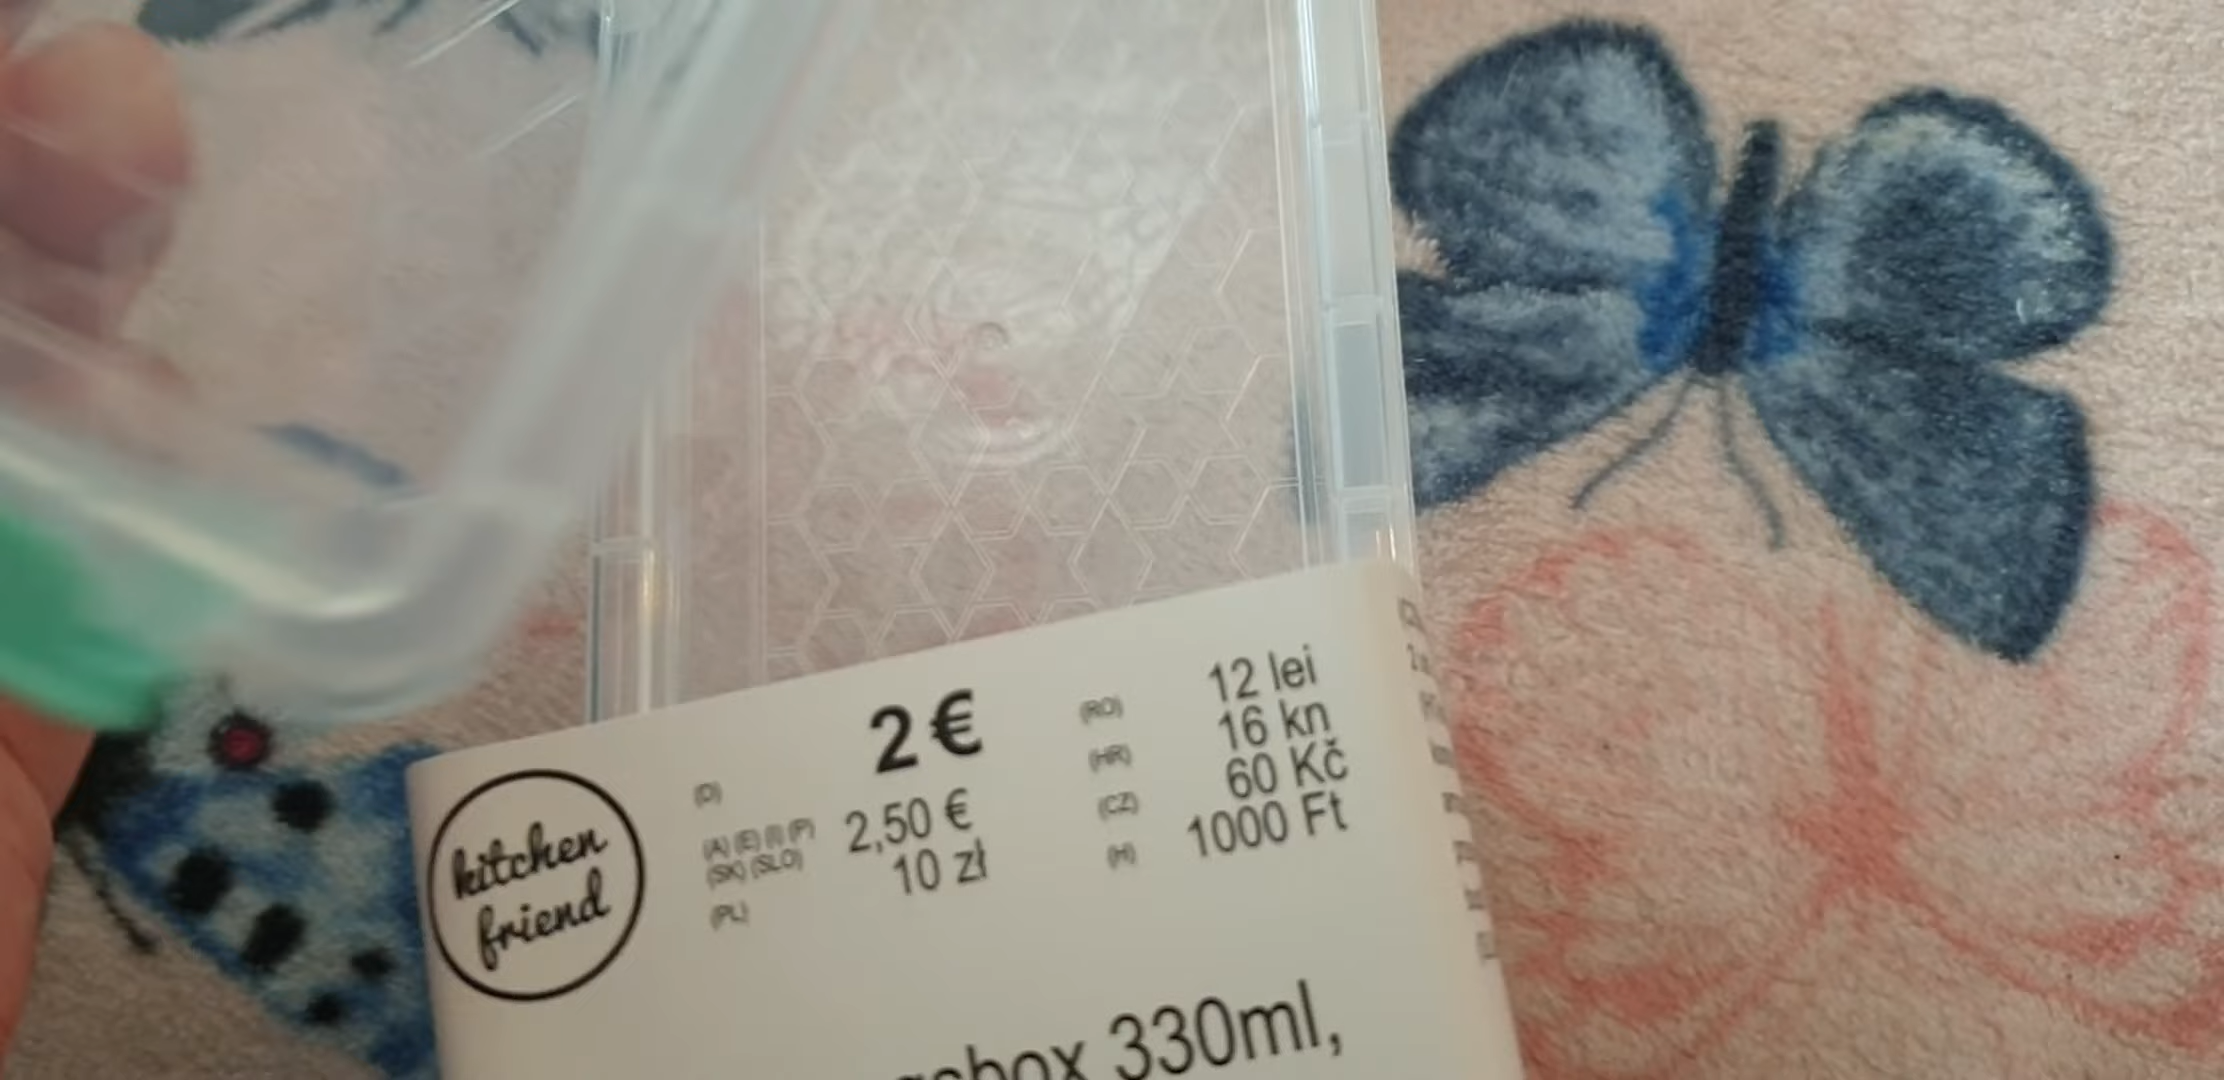 kitchen
friend
(D) 2 €
(A) (E) (I) (P)
(SK) (SLO) 2,50 €
(PL) 10 zł
(RO) 12 lei
(HR) 16 kn
(CZ) 60 Kč
(H) 1000 Ft
330ml,